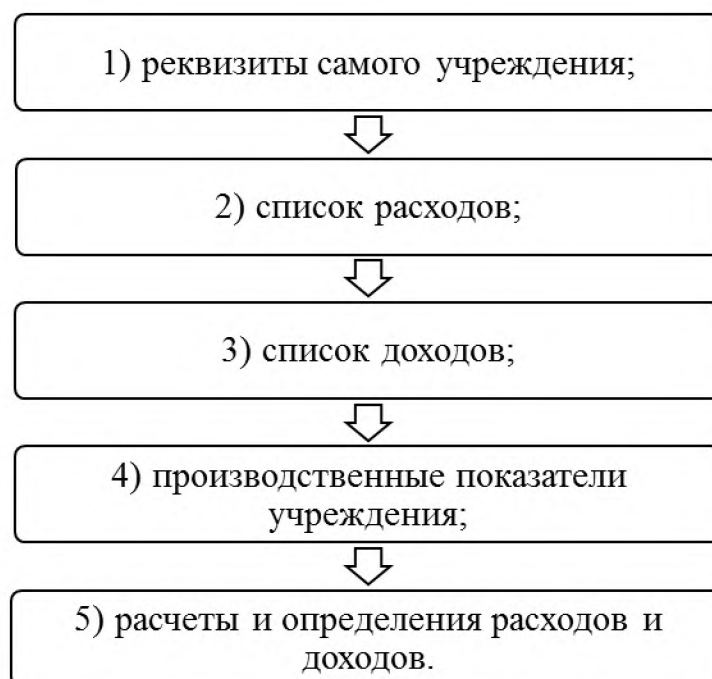 1) реквизиты самого учреждения;
2) список расходов;
3) список доходов;
4) производственные показатели
учреждения;
5) расчеты и определения расходов и
доходов.